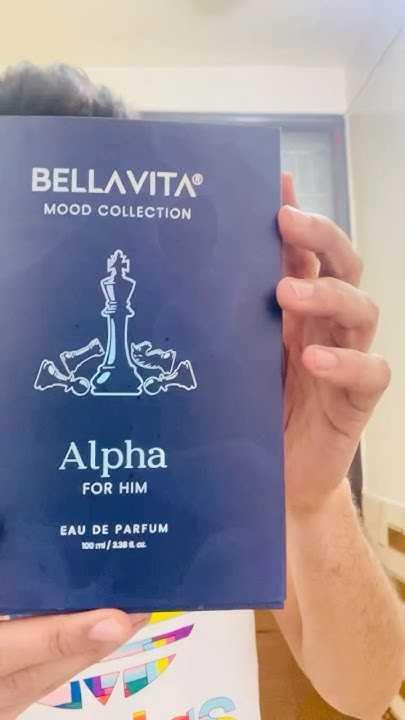 BELLAVITA®
MOOD COLLECTION
Alpha
FOR HIM
EAU DE PARFUM
100 ml / 3.38 fl. oz.